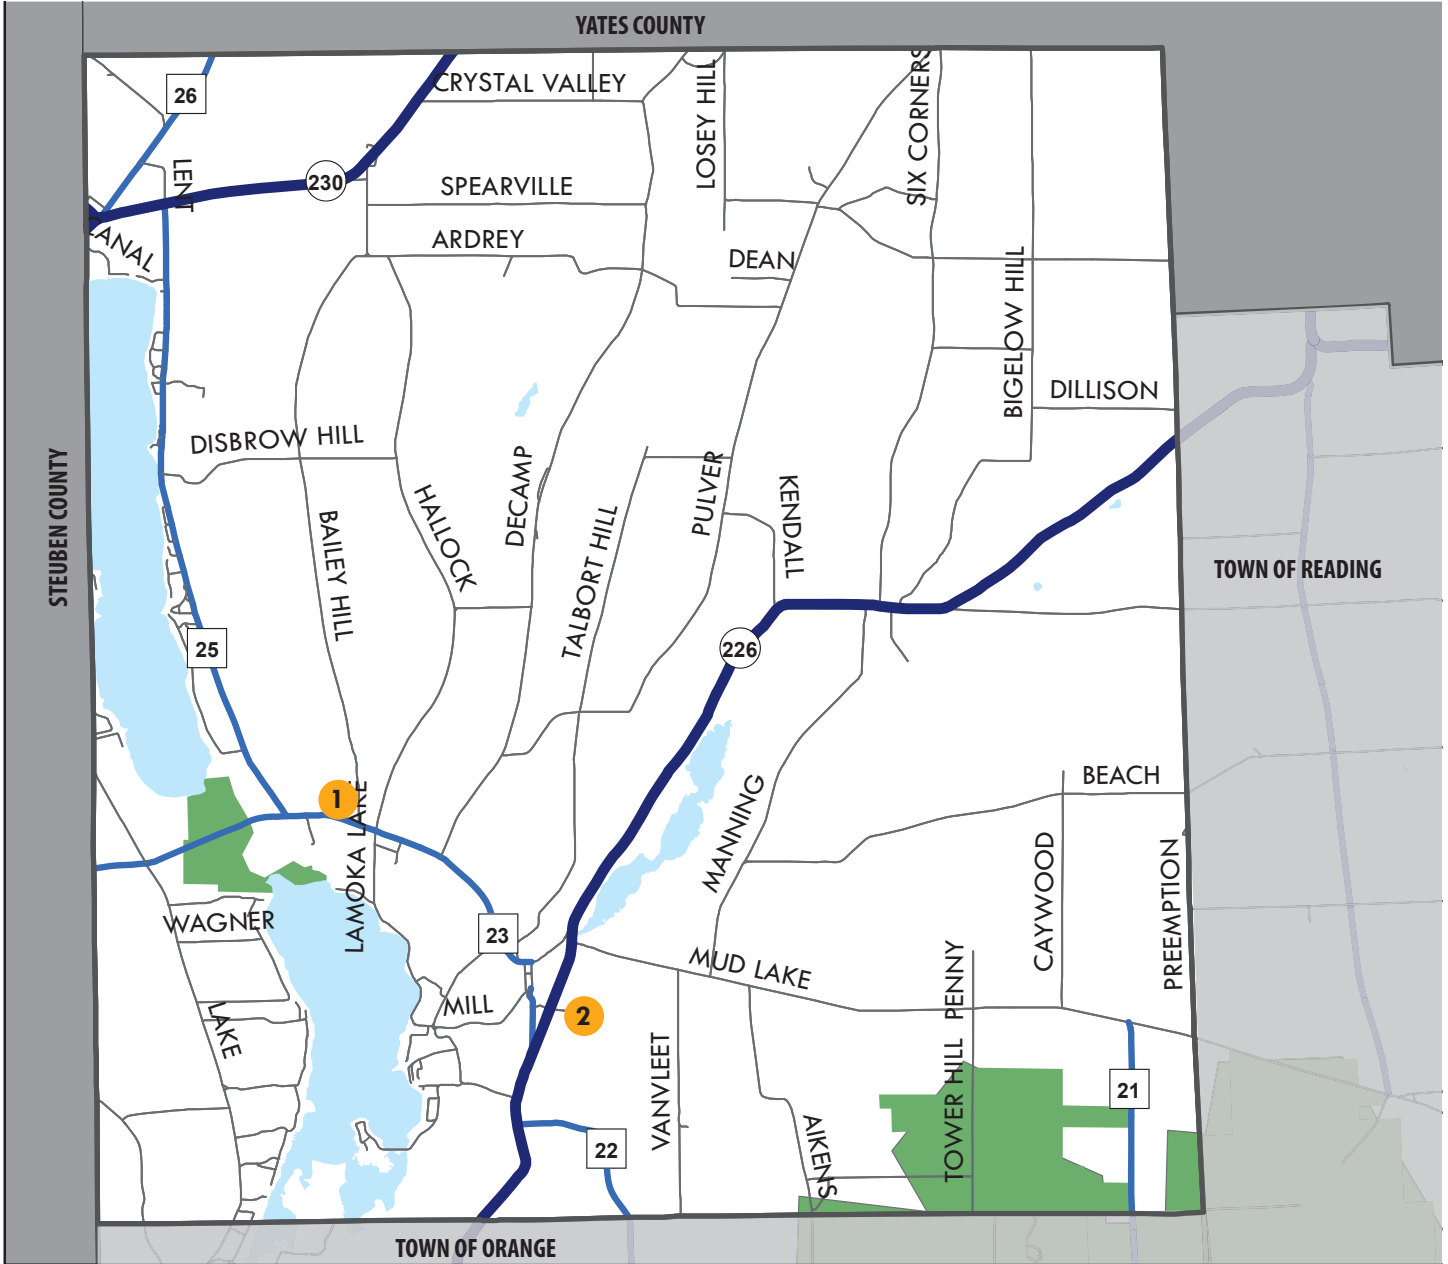 YATES COUNTY
CRYSTAL VALLEY
26
LOSEY HILL
SIX CORNERS
LENT
230
SPEARVILLE
CANAL
ARDREY
DEAN
BIGELOW HILL
DILLISON
DISBROW HILL
STEUBEN COUNTY
BAILEY HILL
HALLOCK
DECAMP
TALBORT HILL
PULVER
KENDALL
TOWN OF READING
25
226
1
LAMOKA LAKE
MANNING
BEACH
CAYWOOD
PREEMPTION
WAGNER
23
MUD LAKE
TOWER HILL PENNY
LAKE
MILL
2
VANVLEET
21
22
AIKENS
TOWN OF ORANGE